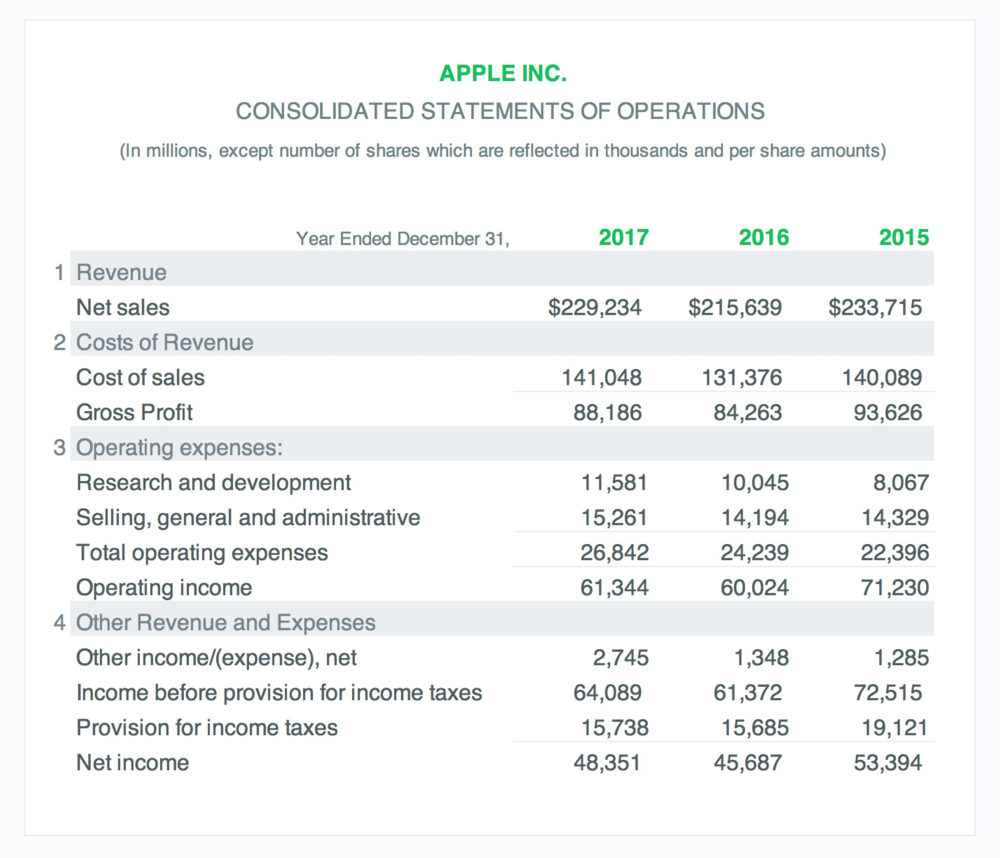 APPLE INC.
CONSOLIDATED STATEMENTS OF OPERATIONS
(In millions, except number of shares which are reflected in thousands and per share amounts)
Year Ended December 31, 2017 2016 2015
1 Revenue
Net sales $229,234 $215,639 $233,715
2 Costs of Revenue
Cost of sales 141,048 131,376 140,089
Gross Profit 88,186 84,263 93,626
3 Operating expenses:
Research and development 11,581 10,045 8,067
Selling, general and administrative 15,261 14,194 14,329
Total operating expenses 26,842 24,239 22,396
Operating income 61,344 60,024 71,230
4 Other Revenue and Expenses
Other income/(expense), net 2,745 1,348 1,285
Income before provision for income taxes 64,089 61,372 72,515
Provision for income taxes 15,738 15,685 19,121
Net income 48,351 45,687 53,394